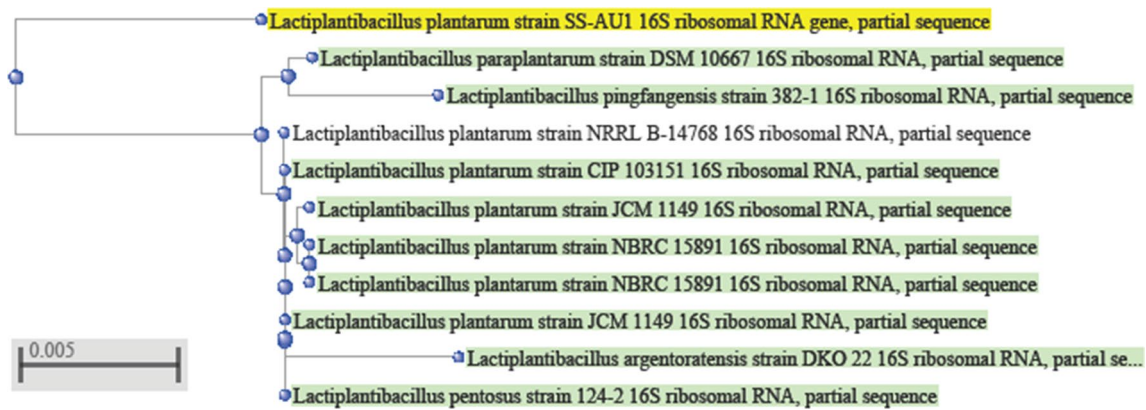 Lactiplantibacillus plantarum strain SS-AU1 16S ribosomal RNA gene, partial sequence
Lactiplantibacillus paraplantarum strain DSM 10667 16S ribosomal RNA, partial sequence
Lactiplantibacillus pingfangensis strain 382-1 16S ribosomal RNA, partial sequence
Lactiplantibacillus plantarum strain NRRL B-14768 16S ribosomal RNA, partial sequence
Lactiplantibacillus plantarum strain CIP 103151 16S ribosomal RNA, partial sequence
Lactiplantibacillus plantarum strain JCM 1149 16S ribosomal RNA, partial sequence
Lactiplantibacillus plantarum strain NBRC 15891 16S ribosomal RNA, partial sequence
Lactiplantibacillus plantarum strain NBRC 15891 16S ribosomal RNA, partial sequence
Lactiplantibacillus plantarum strain JCM 1149 16S ribosomal RNA, partial sequence
0.005
Lactiplantibacillus argentoratensis strain DKO 22 16S ribosomal RNA, partial se...
Lactiplantibacillus pentosus strain 124-2 16S ribosomal RNA, partial sequence